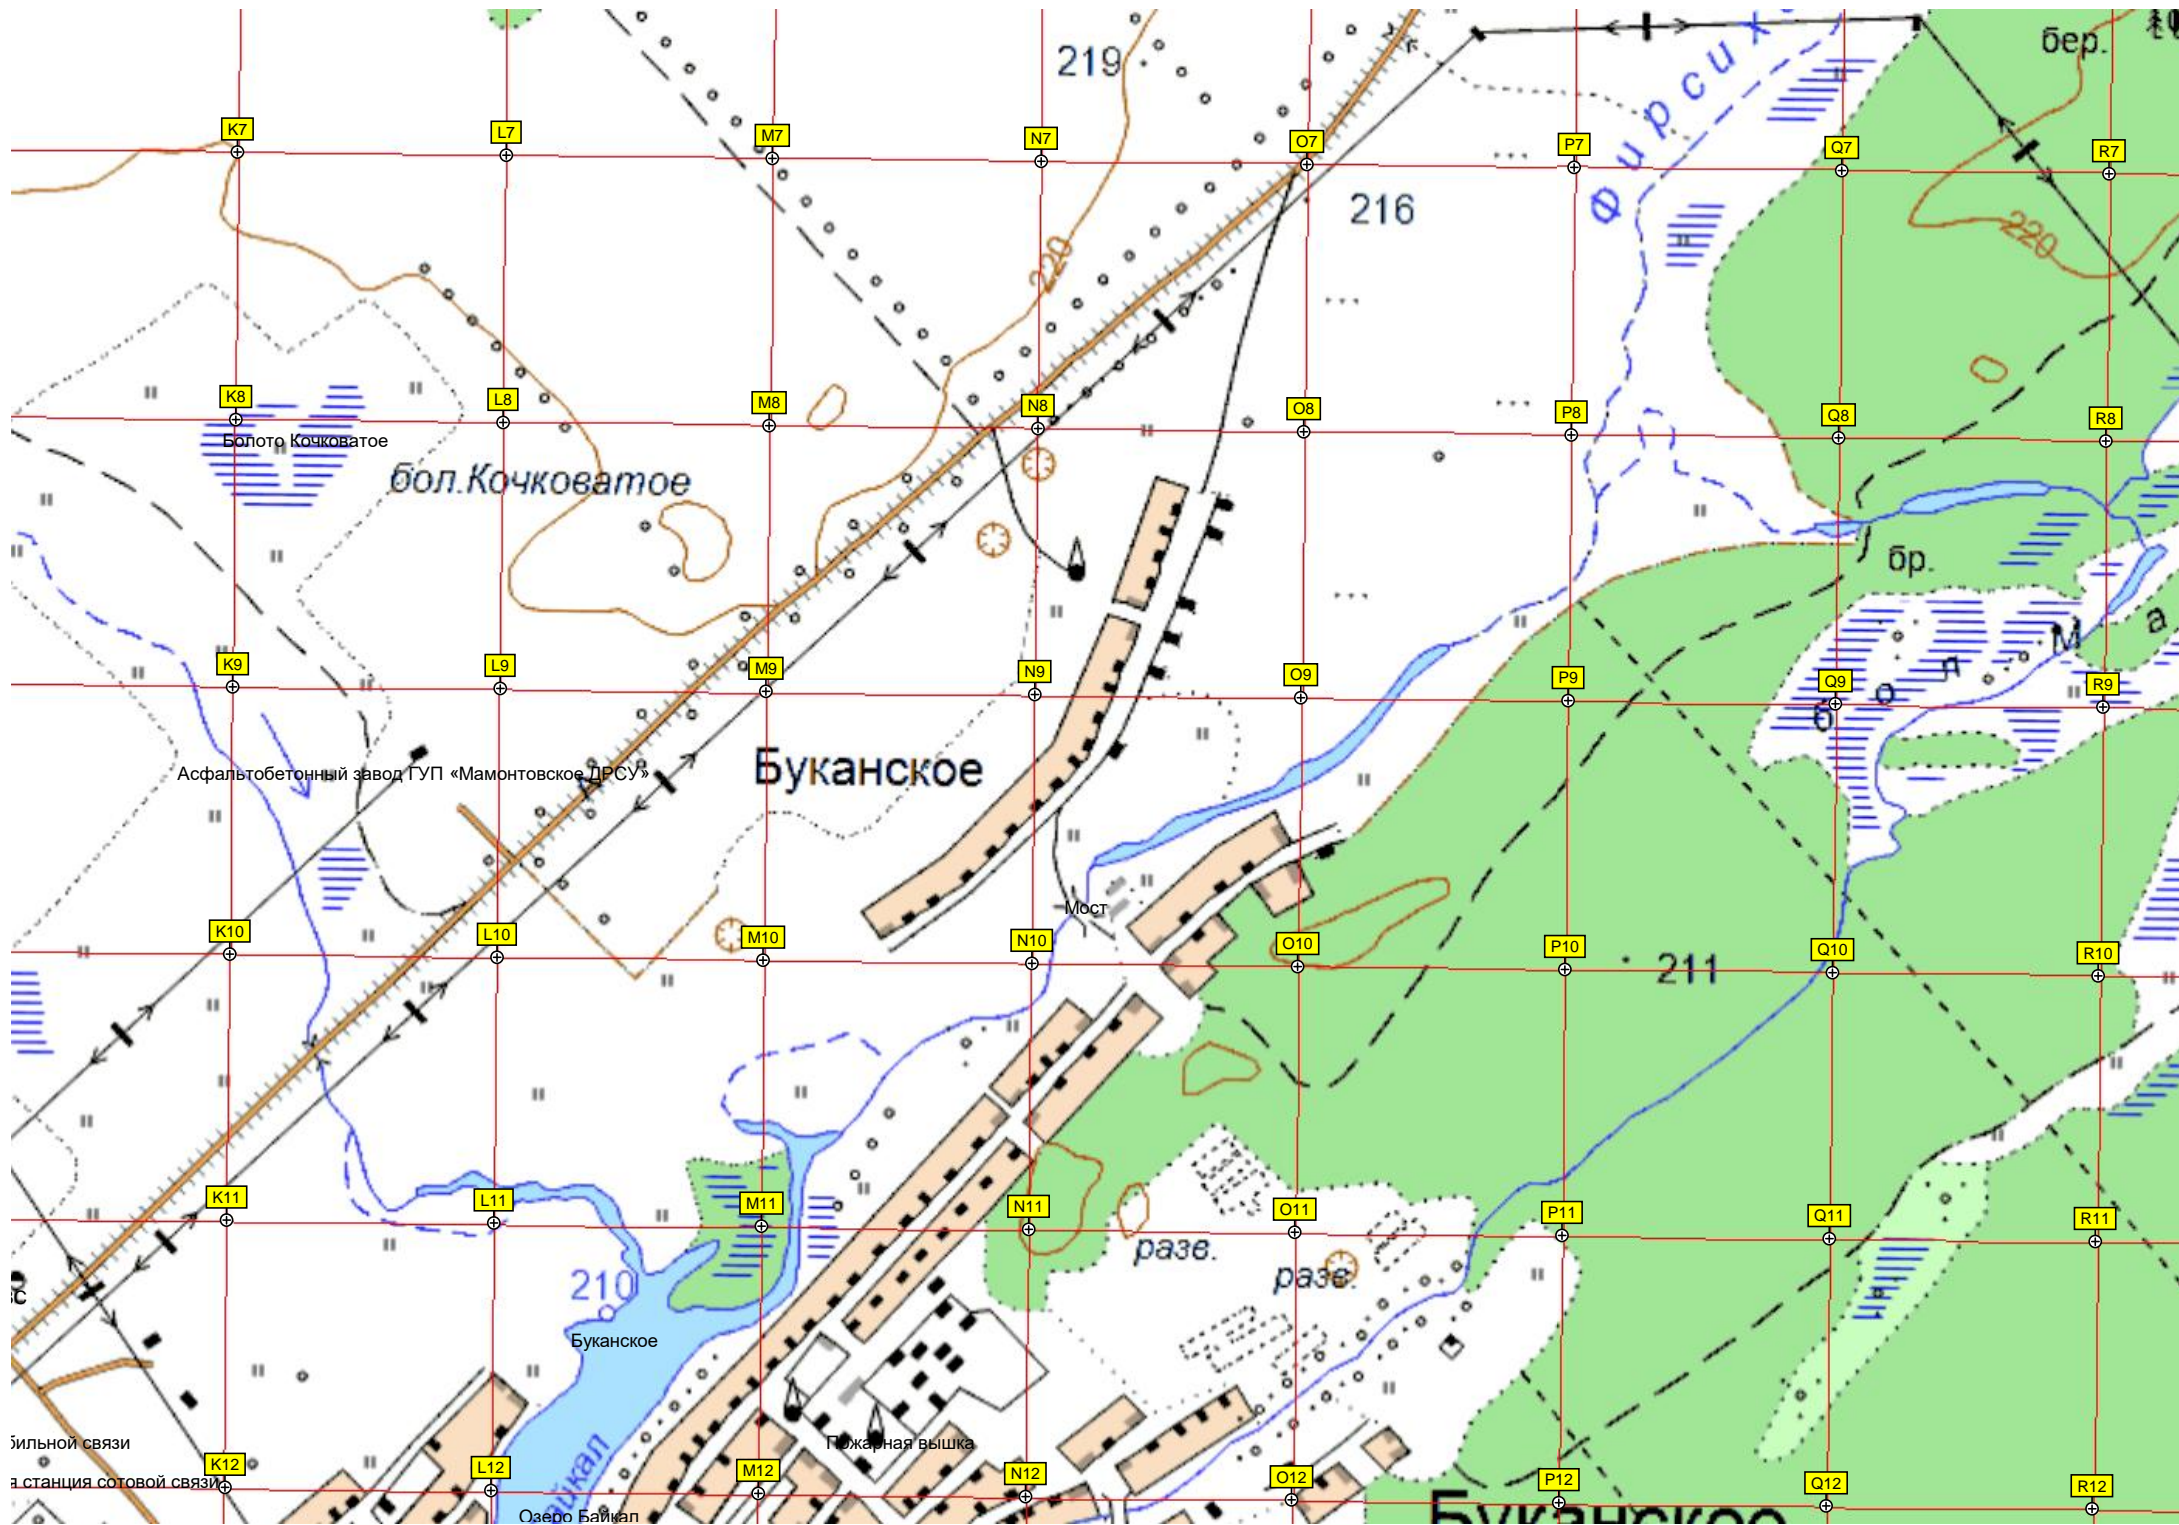 219
бер.
Фирсих
K7
L7
M7
N7
O7
P7
Q7
R7
216
220
220
K8
L8
M8
N8
O8
P8
Q8
R8
Болото Кочковатое
бол.Кочковатое
бр.
K9
L9
M9
N9
O9
P9
Q9
R9
бол
М
а
Асфальтобетонный завод ГУП «Мамонтовское ДРСУ»
Буканское
Мост
K10
L10
M10
N10
O10
P10
Q10
R10
211
K11
L11
M11
N11
O11
P11
Q11
R11
разв.
разв.
210
Буканское
бильной связи
Пожарная вышка
я станция сотовой связи
K12
L12
M12
N12
O12
P12
Q12
R12
айкал
Озеро Байкал
Буканское